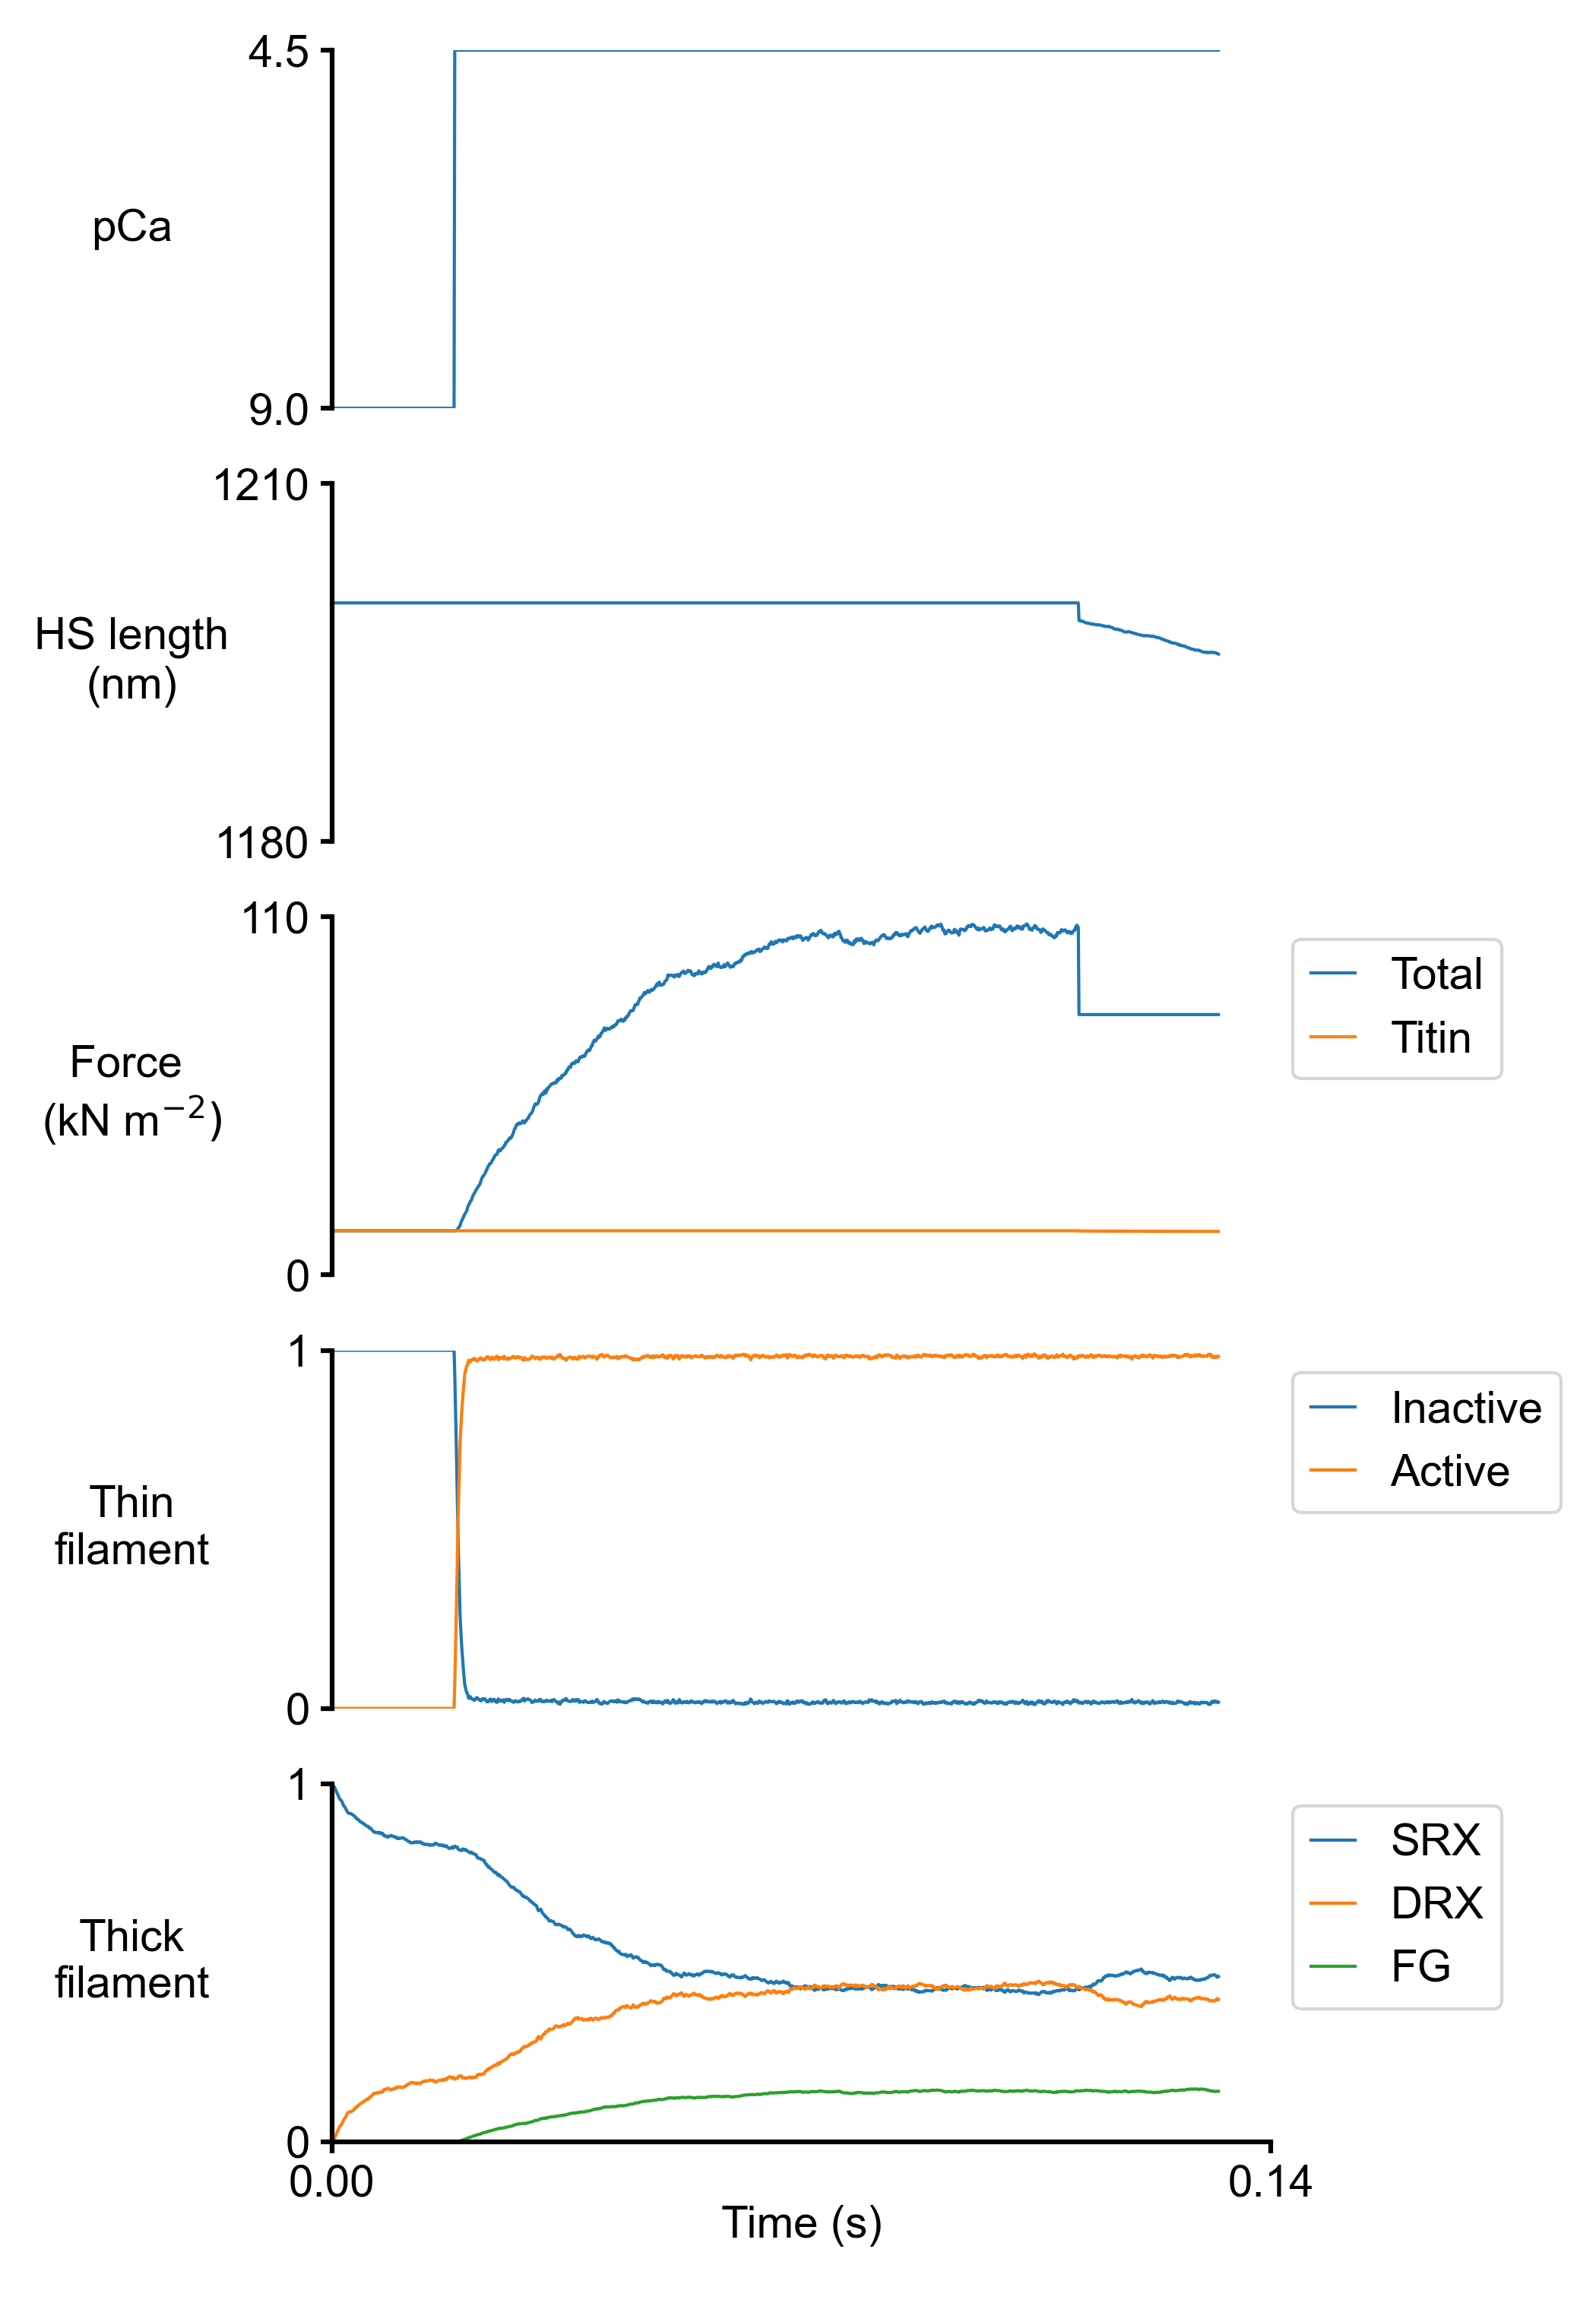 4.5
pCa
9.0
1210
HS length
(nm)
1180
110
Force
(kN m⁻²)
0
Total
Titin
1
Thin
filament
0
Inactive
Active
1
Thick
filament
0
SRX
DRX
FG
0.00
0.14
Time (s)